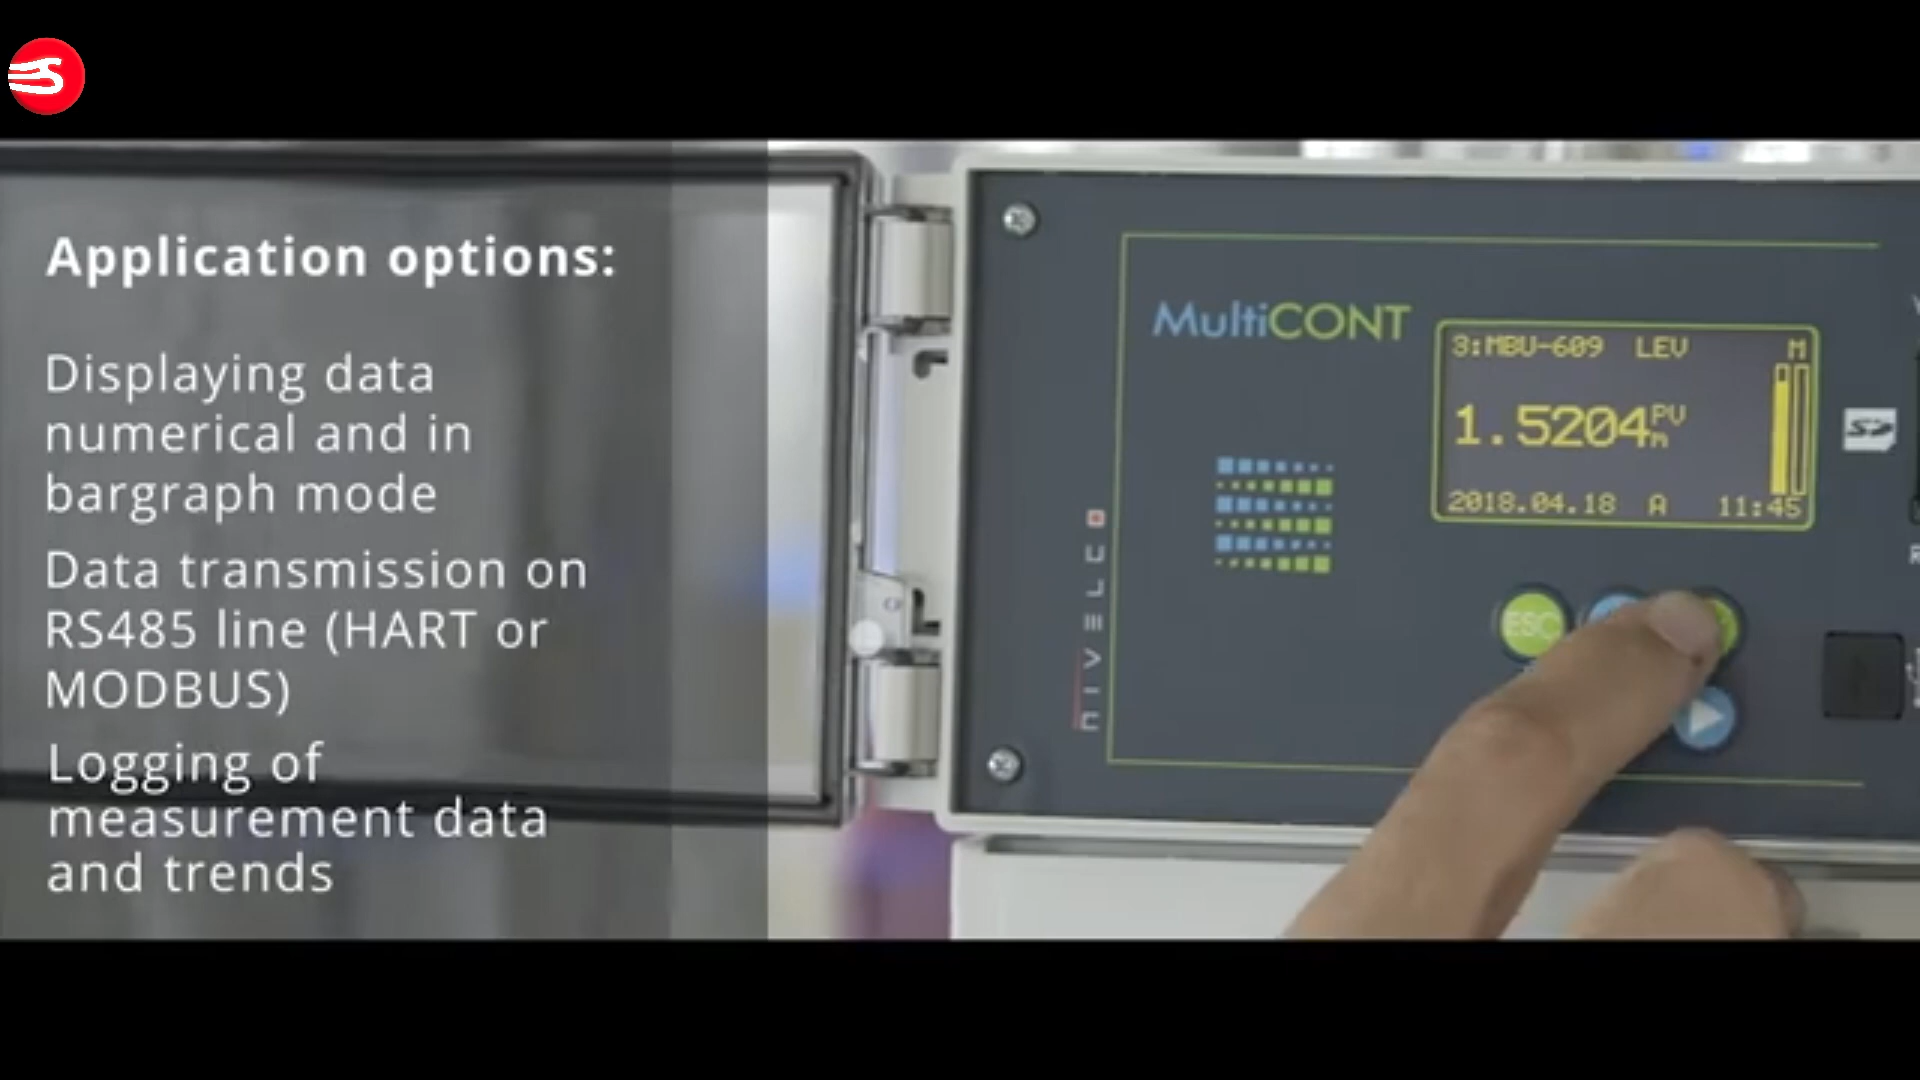 Application options:
Displaying data
numerical and in
bargraph mode
Data transmission on
RS485 line (HART or
MODBUS)
Logging of
measurement data
and trends
MultiCONT
3:MBU-609 LEV M
1.5204 PV
m
2018.04.18 A 11:45
NIVELCO
ESC
SD